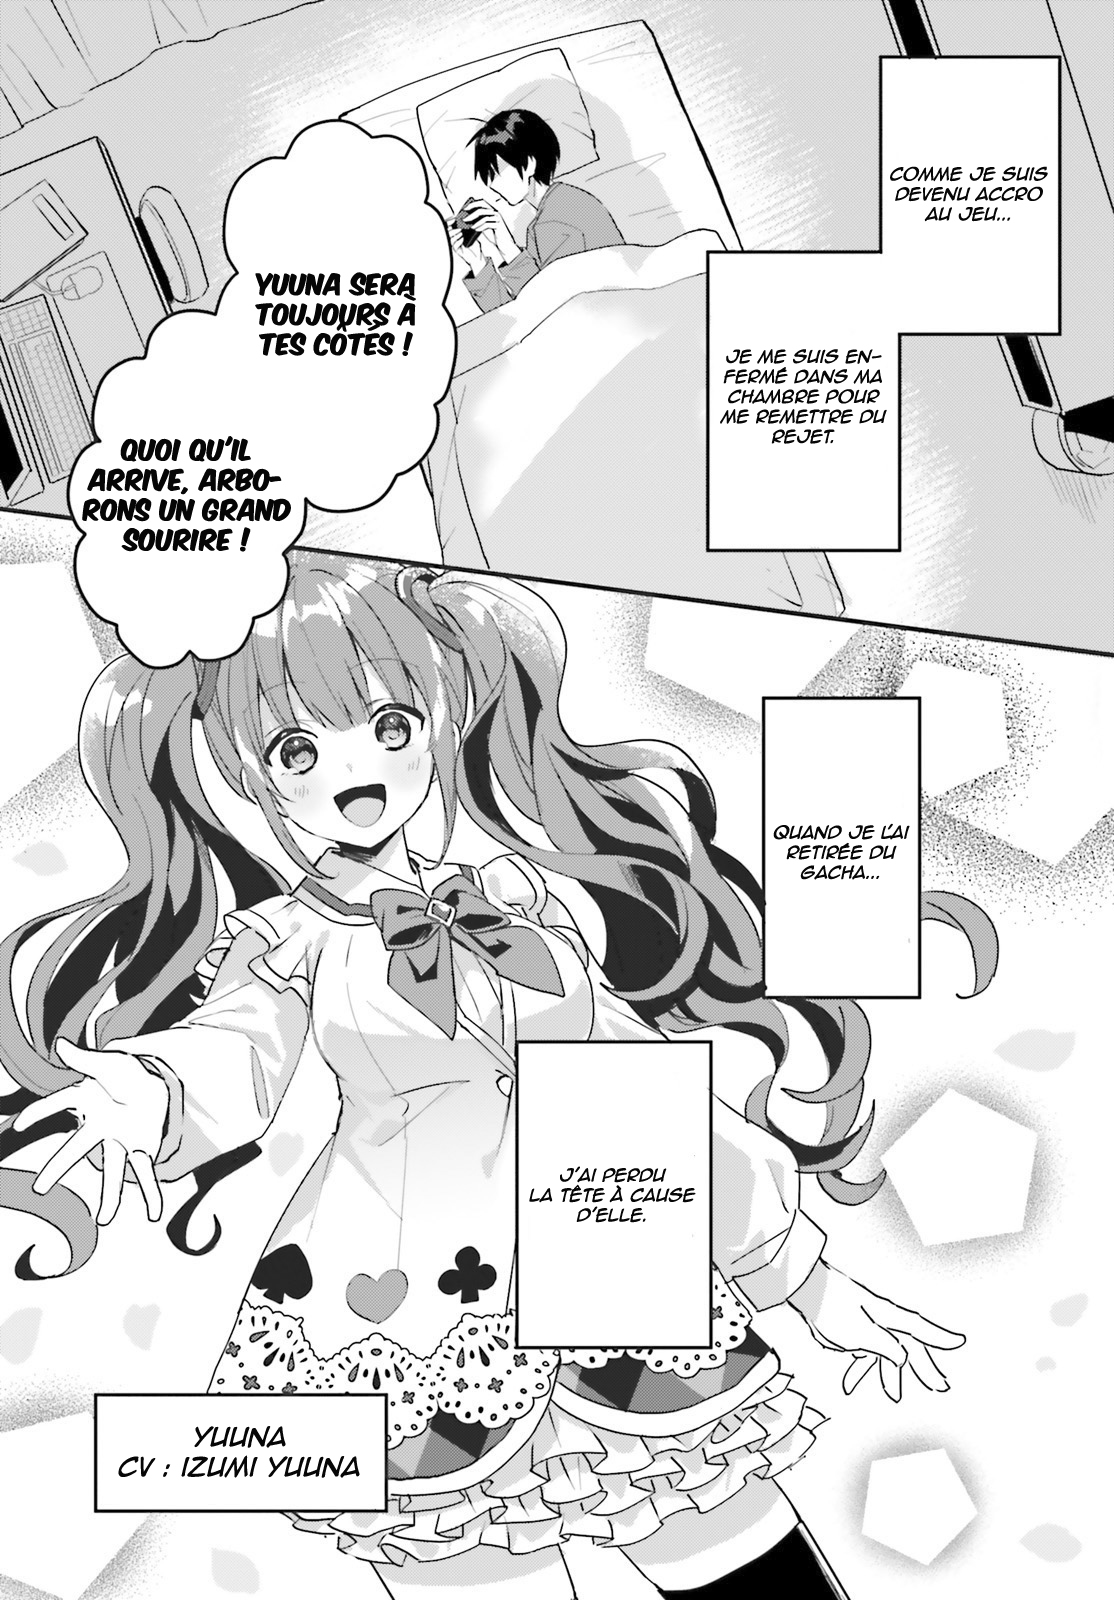 COMME JE SUIS
DEVENU ACCRO
AU JEU...
JE ME SUIS EN-
FERMÉ DANS MA
CHAMBRE POUR
ME REMETTRE DU
REJET.
YUUNA SERA
TOUJOURS À
TES CÔTÉS !
QUOI QU'IL
ARRIVE, ARBO-
RONS UN GRAND
SOURIRE !
QUAND JE L'AI
RETIRÉE DU
GACHA...
J'AI PERDU
LA TÊTE À CAUSE
D'ELLE.
YUUNA
CV : IZUMI YUUNA